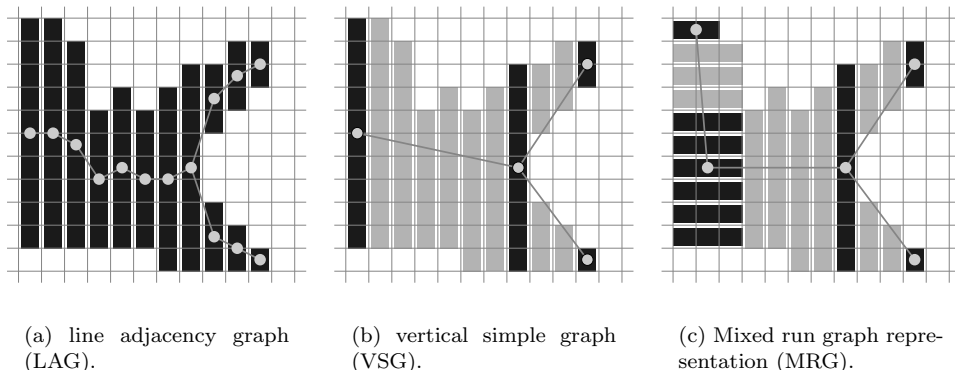 (a) line adjacency graph
(LAG).
(b) vertical simple graph
(VSG).
(c) Mixed run graph repre-
sentation (MRG).